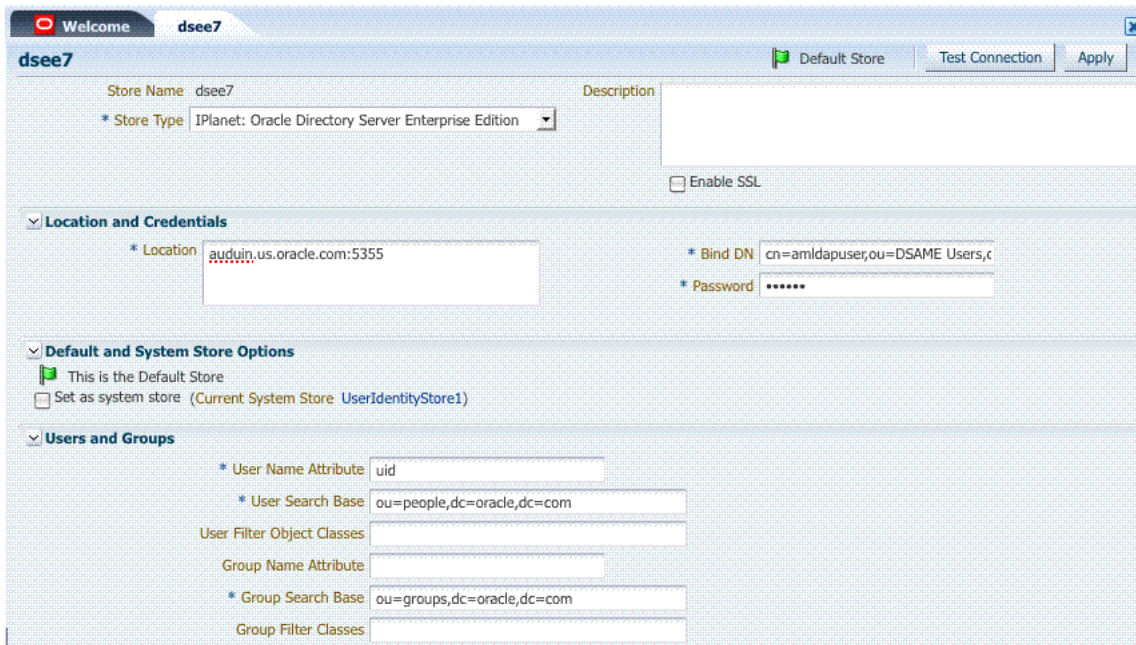 Welcome dsee7
dsee7 Default Store Test Connection Apply
Store Name dsee7 Description
* Store Type IPlanet: Oracle Directory Server Enterprise Edition
Enable SSL
Location and Credentials
* Location auduin.us.oracle.com:5355 * Bind DN cn=amldapuser,ou=DSAME Users,c
* Password ••••••
Default and System Store Options
This is the Default Store
Set as system store (Current System Store UserIdentityStore1)
Users and Groups
* User Name Attribute uid
* User Search Base ou=people,dc=oracle,dc=com
User Filter Object Classes
Group Name Attribute
* Group Search Base ou=groups,dc=oracle,dc=com
Group Filter Classes